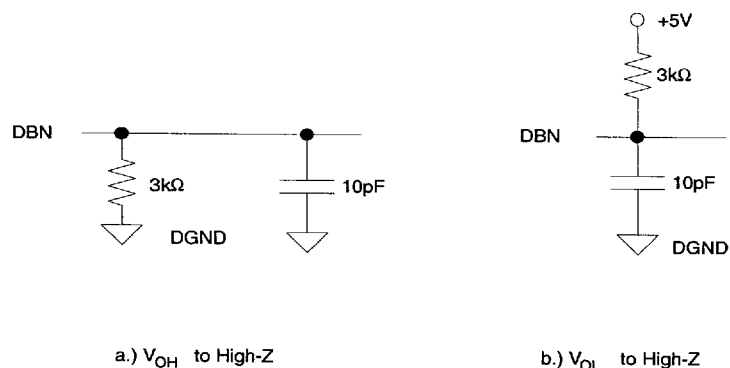 DBN
3kΩ
10pF
DGND
a.) VOH to High-Z
+5V
3kΩ
DBN
10pF
DGND
b.) VOL to High-Z